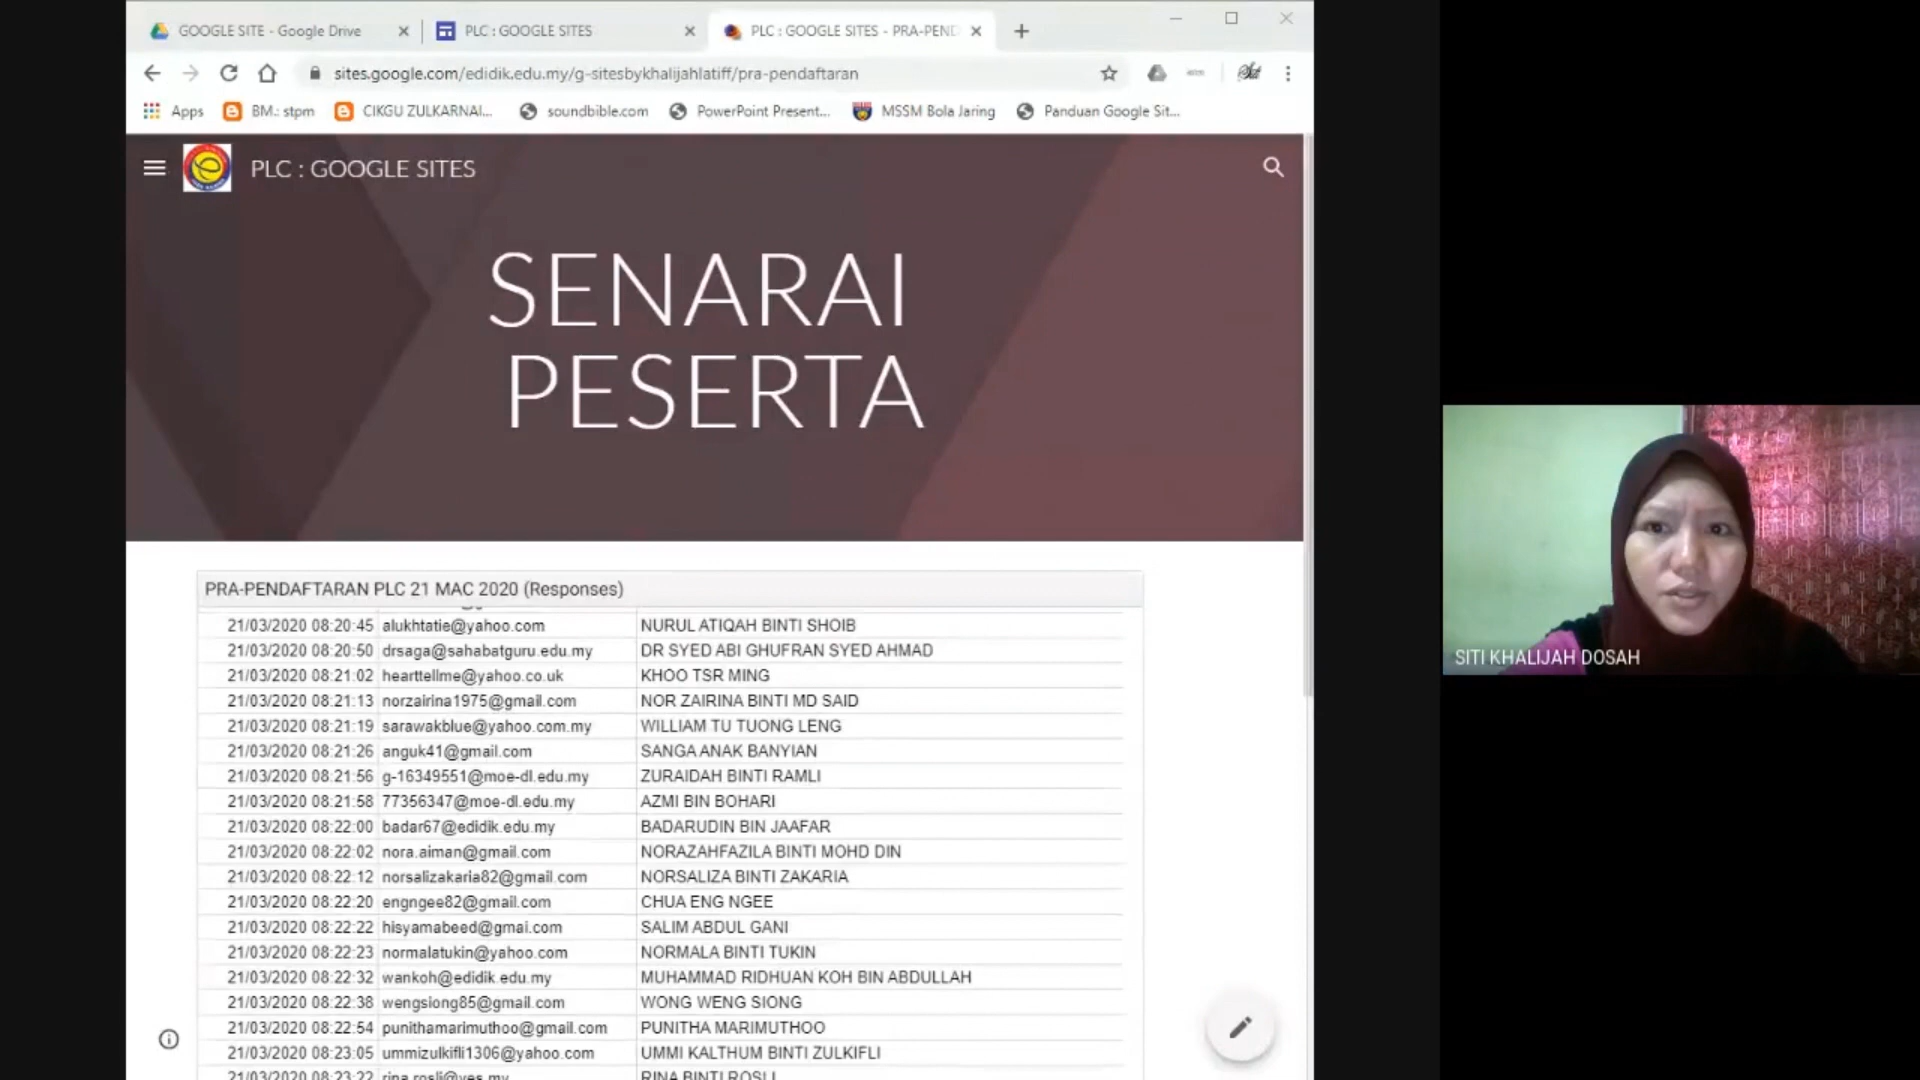 GOOGLE SITE - Google Drive
PLC : GOOGLE SITES
PLC : GOOGLE SITES - PRA-PEND
sites.google.com/edidik.edu.my/g-sitesbykhalijahlatiff/pra-pendaftaran
Apps
BM.: stpm
CIKGU ZULKARNAI...
soundbible.com
PowerPoint Present...
MSSM Bola Jaring
Panduan Google Sit...
PLC : GOOGLE SITES
SENARAI
PESERTA
PRA-PENDAFTARAN PLC 21 MAC 2020 (Responses)
21/03/2020 08:20:45 alukhtatie@yahoo.com NURUL ATIQAH BINTI SHOIB
21/03/2020 08:20:50 drsaga@sahabatguru.edu.my DR SYED ABI GHUFRAN SYED AHMAD
21/03/2020 08:21:02 hearttellme@yahoo.co.uk KHOO TSR MING
21/03/2020 08:21:13 norzairina1975@gmail.com NOR ZAIRINA BINTI MD SAID
21/03/2020 08:21:19 sarawakblue@yahoo.com.my WILLIAM TU TUONG LENG
21/03/2020 08:21:26 anguk41@gmail.com SANGA ANAK BANYIAN
21/03/2020 08:21:56 g-16349551@moe-dl.edu.my ZURAIDAH BINTI RAMLI
21/03/2020 08:21:58 77356347@moe-dl.edu.my AZMI BIN BOHARI
21/03/2020 08:22:00 badar67@edidik.edu.my BADARUDIN BIN JAAFAR
21/03/2020 08:22:02 nora.aiman@gmail.com NORAZAHFAZILA BINTI MOHD DIN
21/03/2020 08:22:12 norsalizakaria82@gmail.com NORSALIZA BINTI ZAKARIA
21/03/2020 08:22:20 engngee82@gmail.com CHUA ENG NGEE
21/03/2020 08:22:22 hisyamabeed@gmai.com SALIM ABDUL GANI
21/03/2020 08:22:23 normalatukin@yahoo.com NORMALA BINTI TUKIN
21/03/2020 08:22:32 wankoh@edidik.edu.my MUHAMMAD RIDHUAN KOH BIN ABDULLAH
21/03/2020 08:22:38 wengsiong85@gmail.com WONG WENG SIONG
21/03/2020 08:22:54 punithamarimuthoo@gmail.com PUNITHA MARIMUTHOO
21/03/2020 08:23:05 ummizulkifli1306@yahoo.com UMMI KALTHUM BINTI ZULKIFLI
21/03/2020 08:23:22 rina.rosli@yes.my RINA BINTI ROSLI
SITI KHALIJAH DOSAH